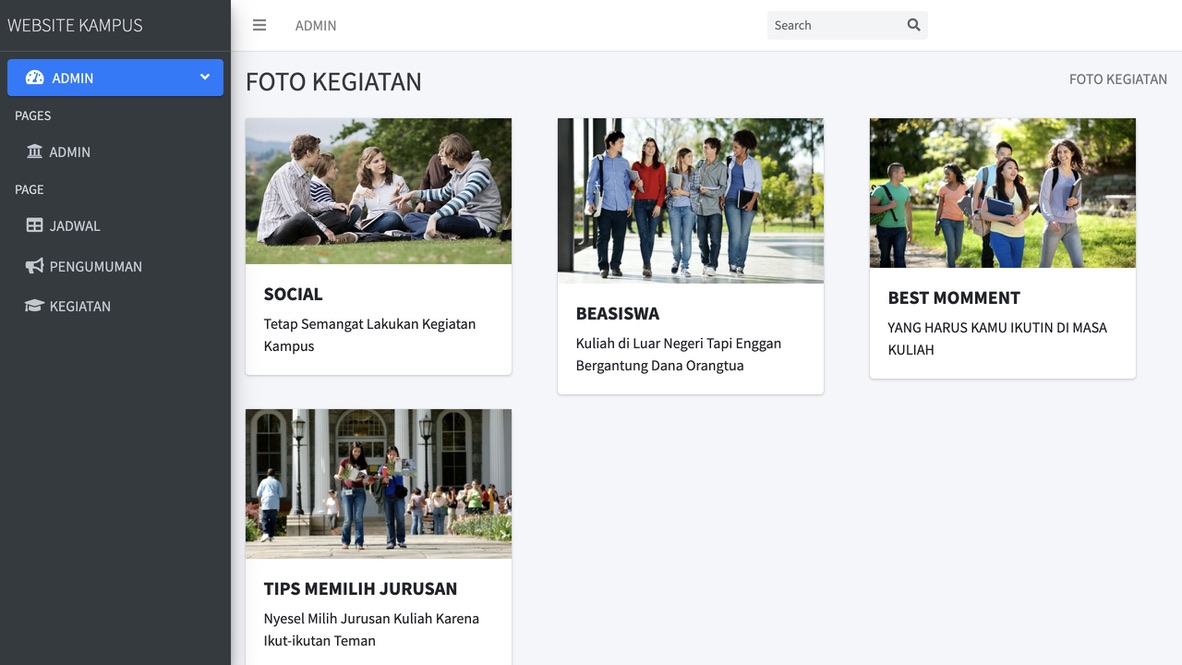 WEBSITE KAMPUS
ADMIN
Search
ADMIN
PAGES
ADMIN
PAGE
JADWAL
PENGUMUMAN
KEGIATAN
FOTO KEGIATAN
FOTO KEGIATAN
SOCIAL
Tetap Semangat Lakukan Kegiatan
Kampus
BEASISWA
Kuliah di Luar Negeri Tapi Enggan
Bergantung Dana Orangtua
BEST MOMMENT
YANG HARUS KAMU IKUTIN DI MASA
KULIAH
TIPS MEMILIH JURUSAN
Nyesel Milih Jurusan Kuliah Karena
Ikut-ikutan Teman